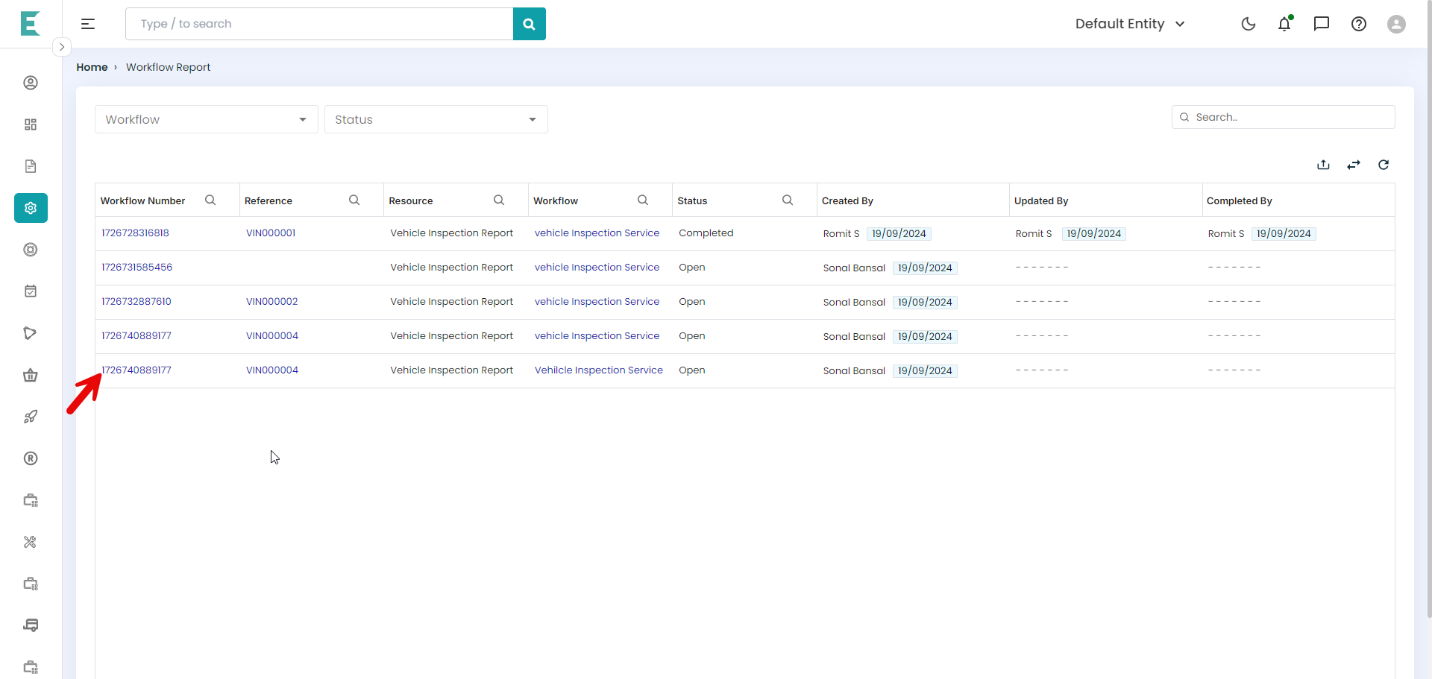 Type / to search
Default Entity
Home › Workflow Report
Workflow Status Search..
Workflow Number Reference Resource Workflow Status Created By Updated By Completed By
1726728316818 VIN000001 Vehicle Inspection Report vehicle Inspection Service Completed Romit S 19/09/2024 Romit S 19/09/2024 Romit S 19/09/2024
1726731585456 Vehicle Inspection Report vehicle Inspection Service Open Sonal Bansal 19/09/2024 - - - - - - - - - - - - - -
1726732887610 VIN000002 Vehicle Inspection Report vehicle Inspection Service Open Sonal Bansal 19/09/2024 - - - - - - - - - - - - - -
1726740889177 VIN000004 Vehicle Inspection Report vehicle Inspection Service Open Sonal Bansal 19/09/2024 - - - - - - - - - - - - - -
1726740889177 VIN000004 Vehicle Inspection Report Vehilcle Inspection Service Open Sonal Bansal 19/09/2024 - - - - - - - - - - - - - -